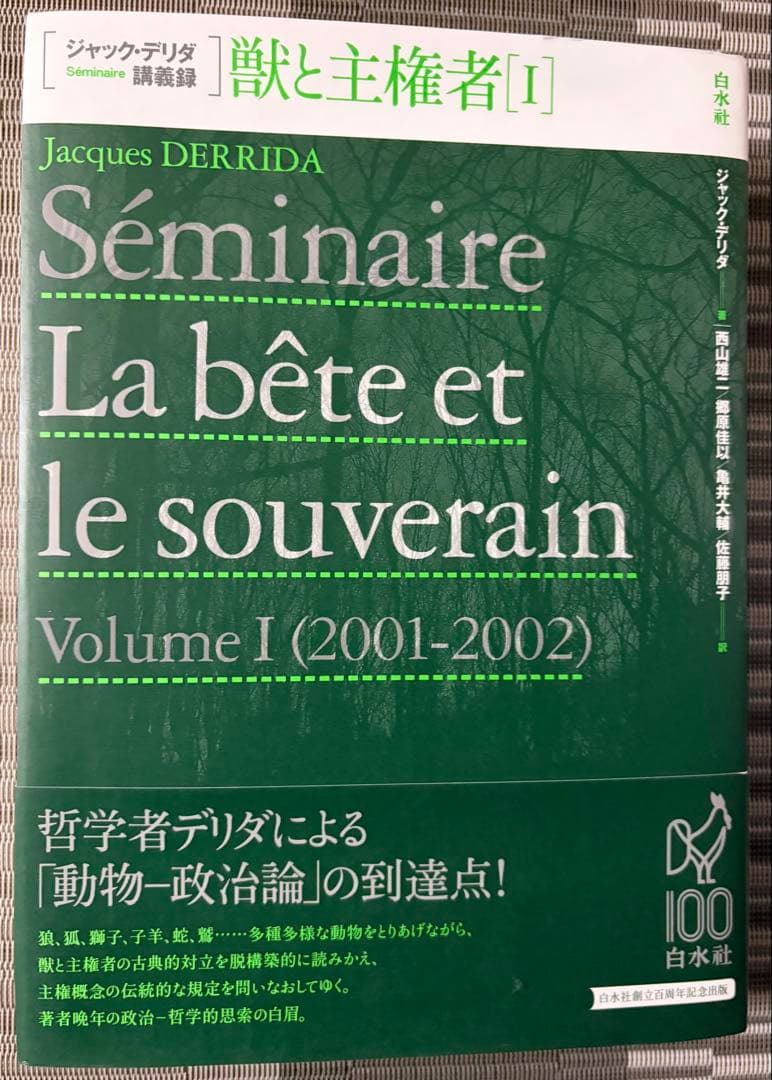 ジャック・デリダ
Séminaire 講義録
獣と主権者[I]
白水社
Jacques DERRIDA
Séminaire
La bête et
le souverain
Volume I (2001-2002)
ジャック・デリダ――著 西山雄二/郷原佳以/亀井大輔/佐藤朋子――訳
哲学者デリダによる
「動物–政治論」の到達点!
狼、狐、獅子、子羊、蛇、鷲……多種多様な動物をとりあげながら、
獣と主権者の古典的対立を脱構築的に読みかえ、
主権概念の伝統的な規定を問いなおしてゆく。
著者晩年の政治–哲学的思索の白眉。
100
白水社
白水社創立百周年記念出版